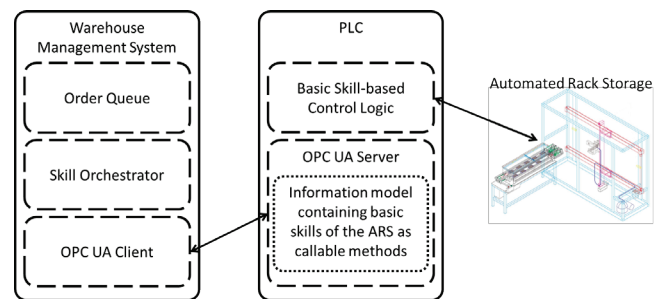 Warehouse
Management System
Order Queue
Skill Orchestrator
OPC UA Client
PLC
Basic Skill-based
Control Logic
OPC UA Server
Information model
containing basic
skills of the ARS as
callable methods
Automated Rack Storage